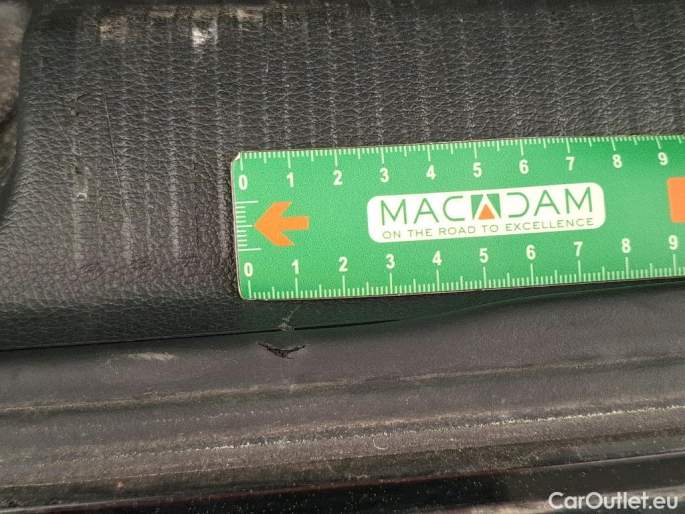 0 1 2 3 4 5 6 7 8 9
MACADAM
ON THE ROAD TO EXCELLENCE
0 1 2 3 4 5 6 7 8 9
CarOutlet.eu